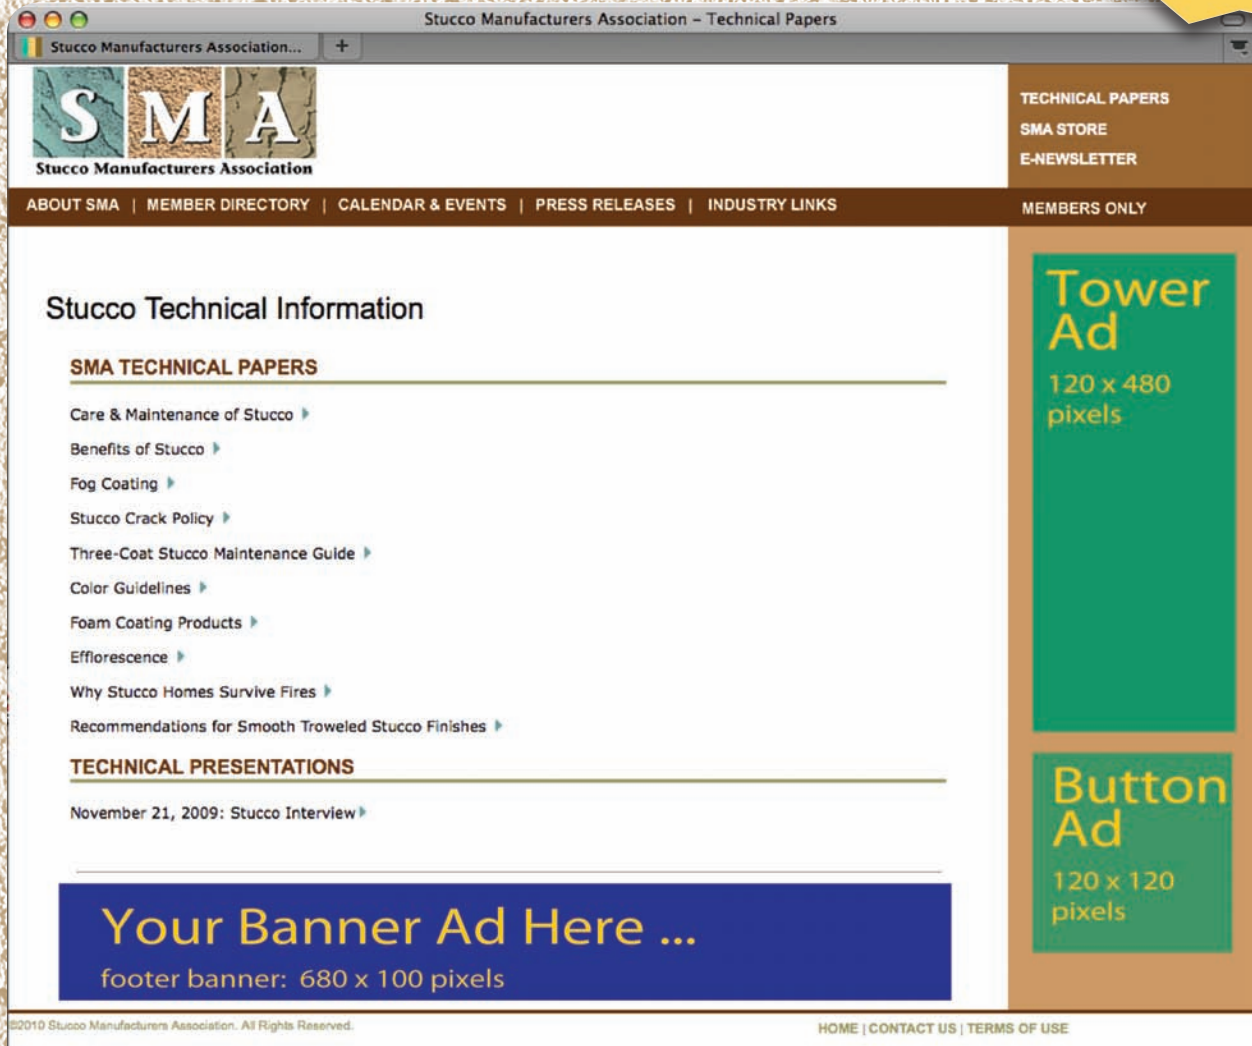 Stucco Manufacturers Association – Technical Papers
Stucco Manufacturers Association... +
SMA
Stucco Manufacturers Association
TECHNICAL PAPERS
SMA STORE
E-NEWSLETTER
ABOUT SMA | MEMBER DIRECTORY | CALENDAR & EVENTS | PRESS RELEASES | INDUSTRY LINKS
MEMBERS ONLY
Stucco Technical Information
SMA TECHNICAL PAPERS
Care & Maintenance of Stucco
Benefits of Stucco
Fog Coating
Stucco Crack Policy
Three-Coat Stucco Maintenance Guide
Color Guidelines
Foam Coating Products
Efflorescence
Why Stucco Homes Survive Fires
Recommendations for Smooth Troweled Stucco Finishes
TECHNICAL PRESENTATIONS
November 21, 2009: Stucco Interview
Tower
Ad
120 x 480
pixels
Button
Ad
120 x 120
pixels
Your Banner Ad Here ...
footer banner: 680 x 100 pixels
©2010 Stucco Manufacturers Association. All Rights Reserved.
HOME | CONTACT US | TERMS OF USE